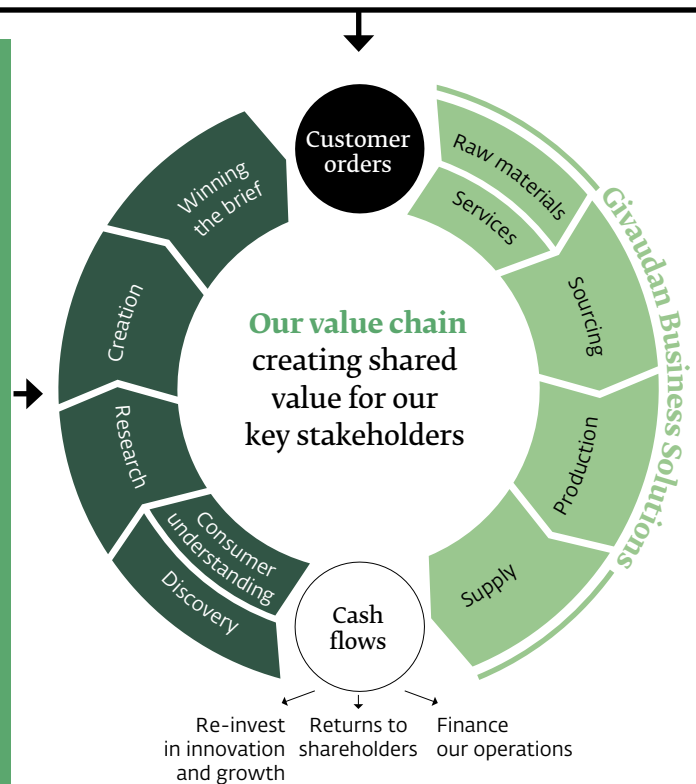 Customer
orders
Winning
the brief
Creation
Research
Consumer
understanding
Discovery
Raw materials
Services
Sourcing
Production
Supply
Givaudan Business Solutions
Our value chain
creating shared
value for our
key stakeholders
Cash
flows
Re-invest
in innovation
and growth
Returns to
shareholders
Finance
our operations